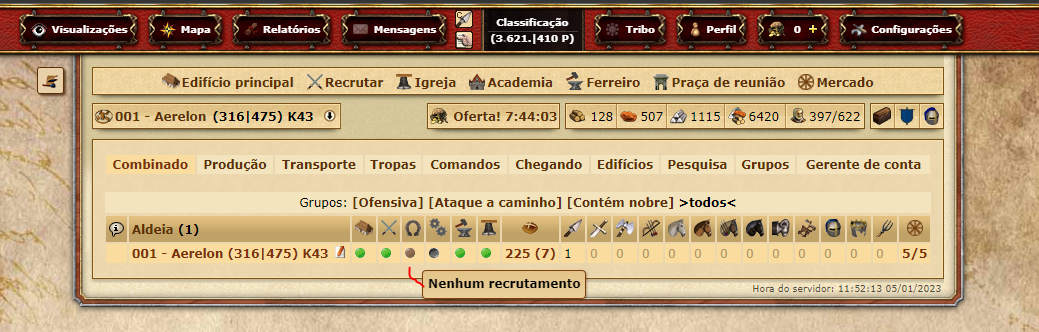 Visualizações Mapa Relatórios Mensagens Classificação Tribo Perfil 0 + Configurações
(3.621.|410 P)
Edifício principal Recrutar Igreja Academia Ferreiro Praça de reunião Mercado
001 - Aerelon (316|475) K43 Oferta! 7:44:03 128 507 1115 6420 397/622
Combinado Produção Transporte Tropas Comandos Chegando Edifícios Pesquisa Grupos Gerente de conta
Grupos: [Ofensiva] [Ataque a caminho] [Contém nobre] >todos<
Aldeia (1)
001 - Aerelon (316|475) K43 225 (7) 1 0 0 0 0 0 0 0 0 0 0 0 0 5/5
Nenhum recrutamento
Hora do servidor: 11:52:13 05/01/2023